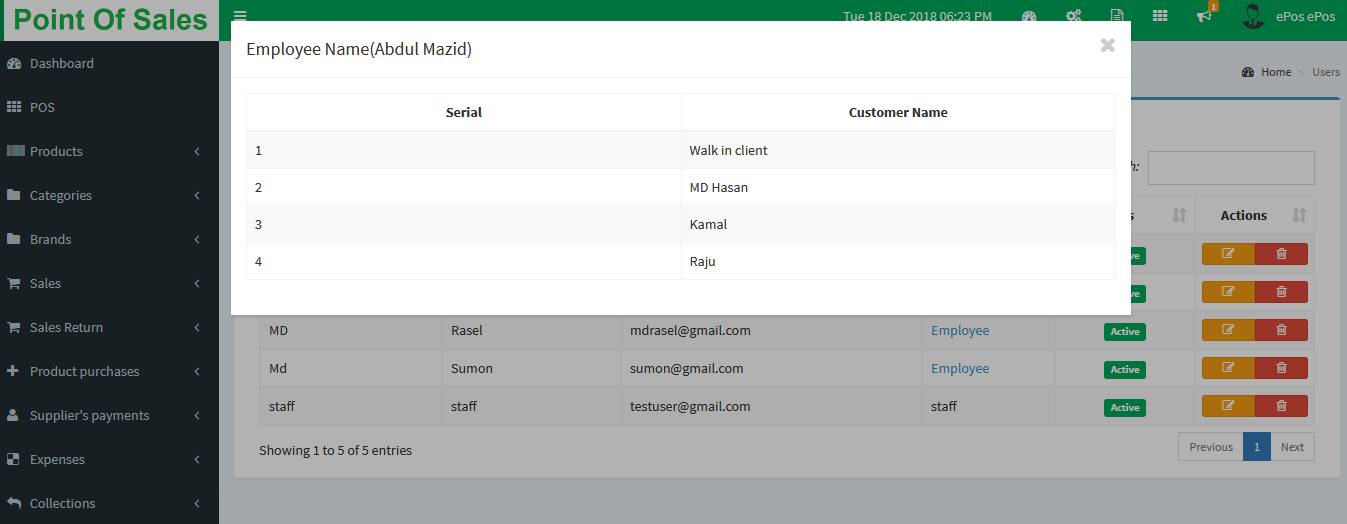 Point Of Sales
Tue 18 Dec 2018 06:23 PM
1
ePos ePos
Employee Name(Abdul Mazid)
Home > Users
Dashboard
POS
Products
Categories
Brands
Sales
Sales Return
Product purchases
Supplier's payments
Expenses
Collections
Serial Customer Name
1 Walk in client
2 MD Hasan
3 Kamal
4 Raju
Actions
MD Rasel mdrasel@gmail.com Employee Active
Md Sumon sumon@gmail.com Employee Active
staff staff testuser@gmail.com staff Active
Showing 1 to 5 of 5 entries
Previous 1 Next